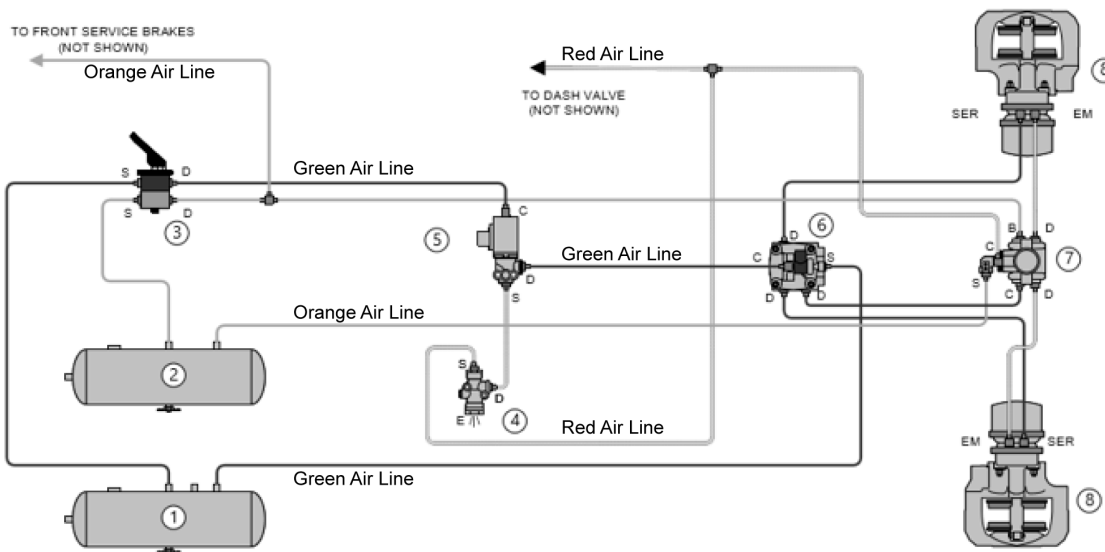 TO FRONT SERVICE BRAKES
(NOT SHOWN)
Orange Air Line
Red Air Line
TO DASH VALVE
(NOT SHOWN)
8
SER
EM
S
D
Green Air Line
S
D
3
C
5
D
S
Green Air Line
6
D
C
S
D
D
B
D
C
7
S
C
D
Orange Air Line
2
S
D
E
4
Red Air Line
EM
SER
Green Air Line
1
8